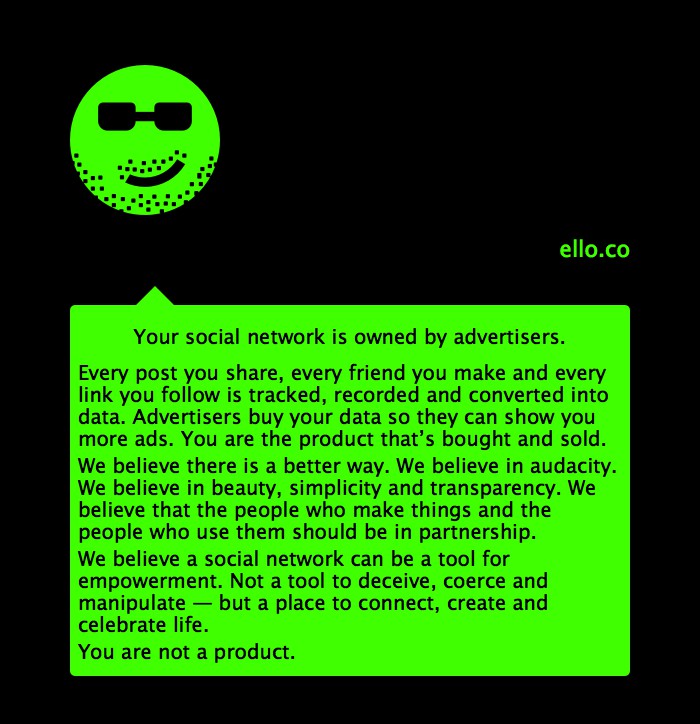 ello.co
Your social network is owned by advertisers.
Every post you share, every friend you make and every
link you follow is tracked, recorded and converted into
data. Advertisers buy your data so they can show you
more ads. You are the product that’s bought and sold.
We believe there is a better way. We believe in audacity.
We believe in beauty, simplicity and transparency. We
believe that the people who make things and the
people who use them should be in partnership.
We believe a social network can be a tool for
empowerment. Not a tool to deceive, coerce and
manipulate — but a place to connect, create and
celebrate life.
You are not a product.